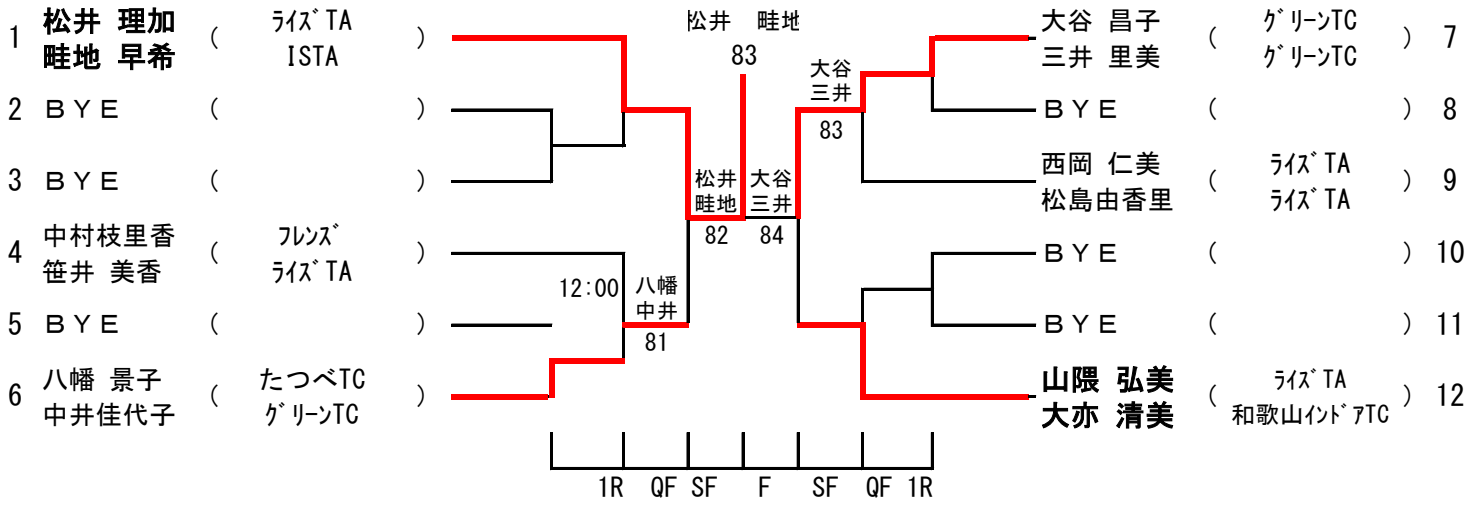 1 松井 理加 ( ﾗｲｽﾞTA )
畦地 早希 ISTA
2 ＢＹＥ ( )
3 ＢＹＥ ( )
4 中村枝里香 ( ﾌﾚﾝｽﾞ )
笹井 美香 ﾗｲｽﾞTA
5 ＢＹＥ ( )
6 八幡 景子 ( たつべTC )
中井佳代子 ｸﾞﾘｰﾝTC
松井 畦地
83
松井
畦地
82
12:00
八幡
中井
81
大谷
三井
83
大谷
三井
84
大谷 昌子 ( ｸﾞﾘｰﾝTC ) 7
三井 里美 ｸﾞﾘｰﾝTC
ＢＹＥ ( ) 8
西岡 仁美 ( ﾗｲｽﾞTA ) 9
松島由香里 ﾗｲｽﾞTA
ＢＹＥ ( ) 10
ＢＹＥ ( ) 11
山隈 弘美 ( ﾗｲｽﾞTA ) 12
大亦 清美 和歌山ｲﾝﾄﾞｱTC
1R QF SF F SF QF 1R